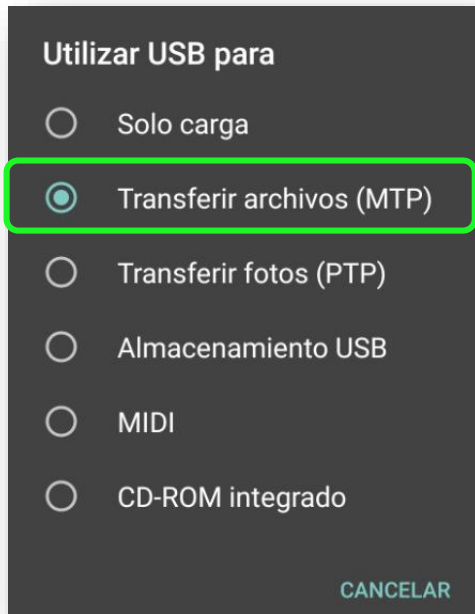 Utilizar USB para
Solo carga
Transferir archivos (MTP)
Transferir fotos (PTP)
Almacenamiento USB
MIDI
CD-ROM integrado
CANCELAR